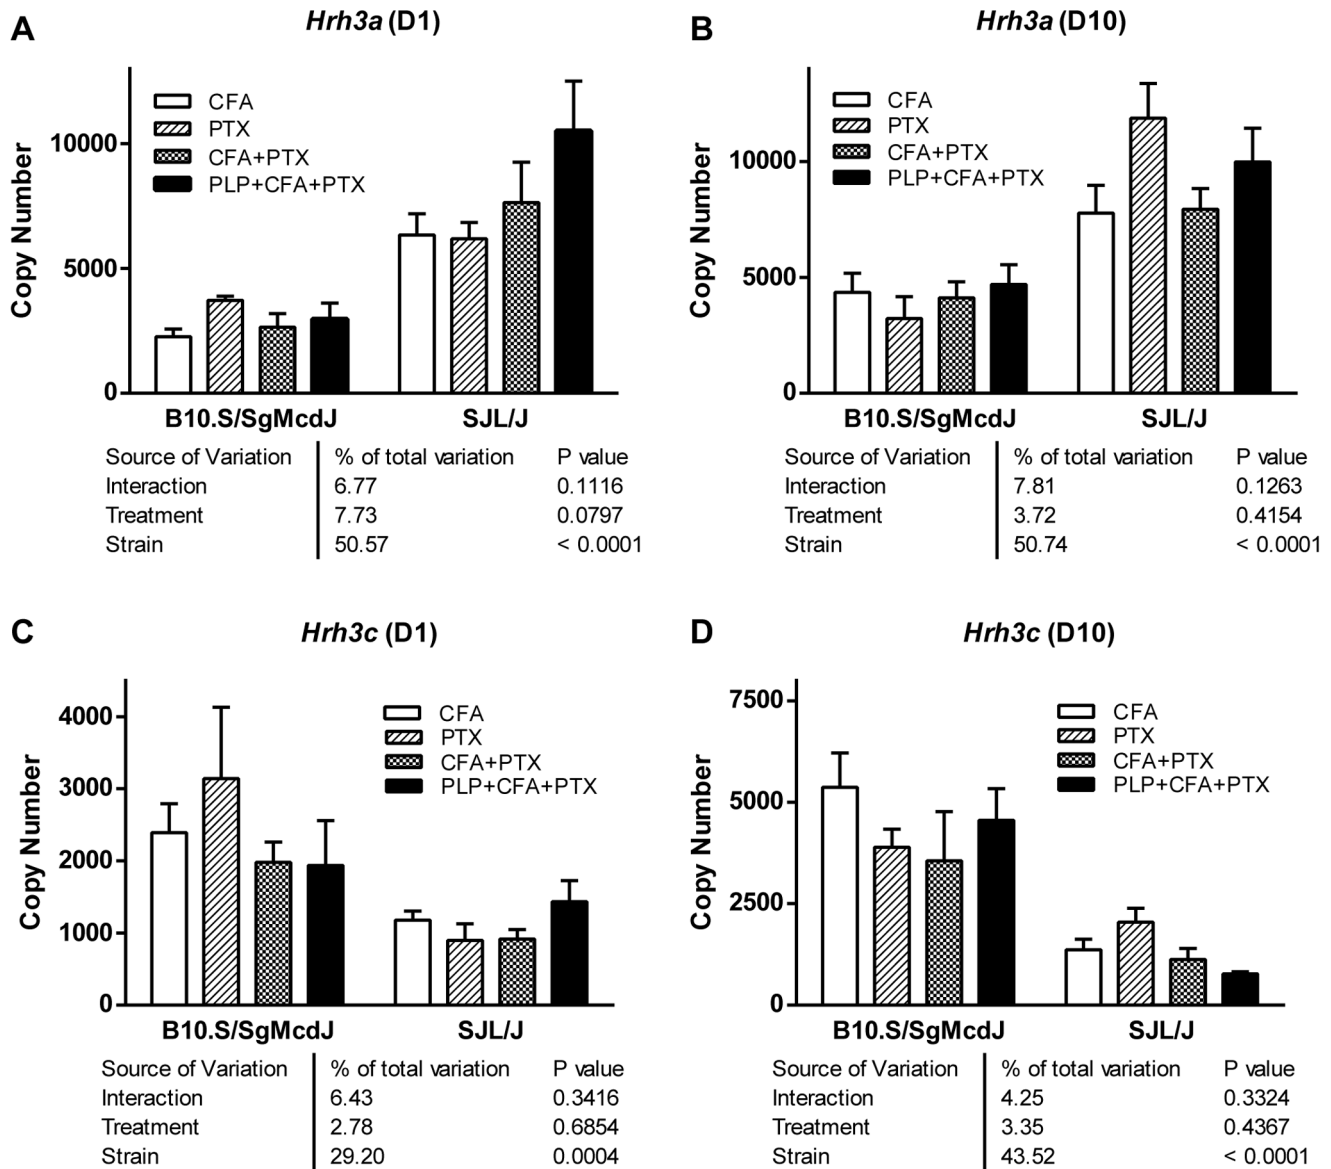 A
Hrh3a (D1)
Copy Number
10000
5000
0
CFA
PTX
CFA+PTX
PLP+CFA+PTX
B10.S/SgMcdJ SJL/J
Source of Variation % of total variation P value
Interaction 6.77 0.1116
Treatment 7.73 0.0797
Strain 50.57 < 0.0001
B
Hrh3a (D10)
Copy Number
10000
5000
0
CFA
PTX
CFA+PTX
PLP+CFA+PTX
B10.S/SgMcdJ SJL/J
Source of Variation % of total variation P value
Interaction 7.81 0.1263
Treatment 3.72 0.4154
Strain 50.74 < 0.0001
C
Hrh3c (D1)
Copy Number
4000
3000
2000
1000
0
CFA
PTX
CFA+PTX
PLP+CFA+PTX
B10.S/SgMcdJ SJL/J
Source of Variation % of total variation P value
Interaction 6.43 0.3416
Treatment 2.78 0.6854
Strain 29.20 0.0004
D
Hrh3c (D10)
Copy Number
7500
5000
2500
0
CFA
PTX
CFA+PTX
PLP+CFA+PTX
B10.S/SgMcdJ SJL/J
Source of Variation % of total variation P value
Interaction 4.25 0.3324
Treatment 3.35 0.4367
Strain 43.52 < 0.0001